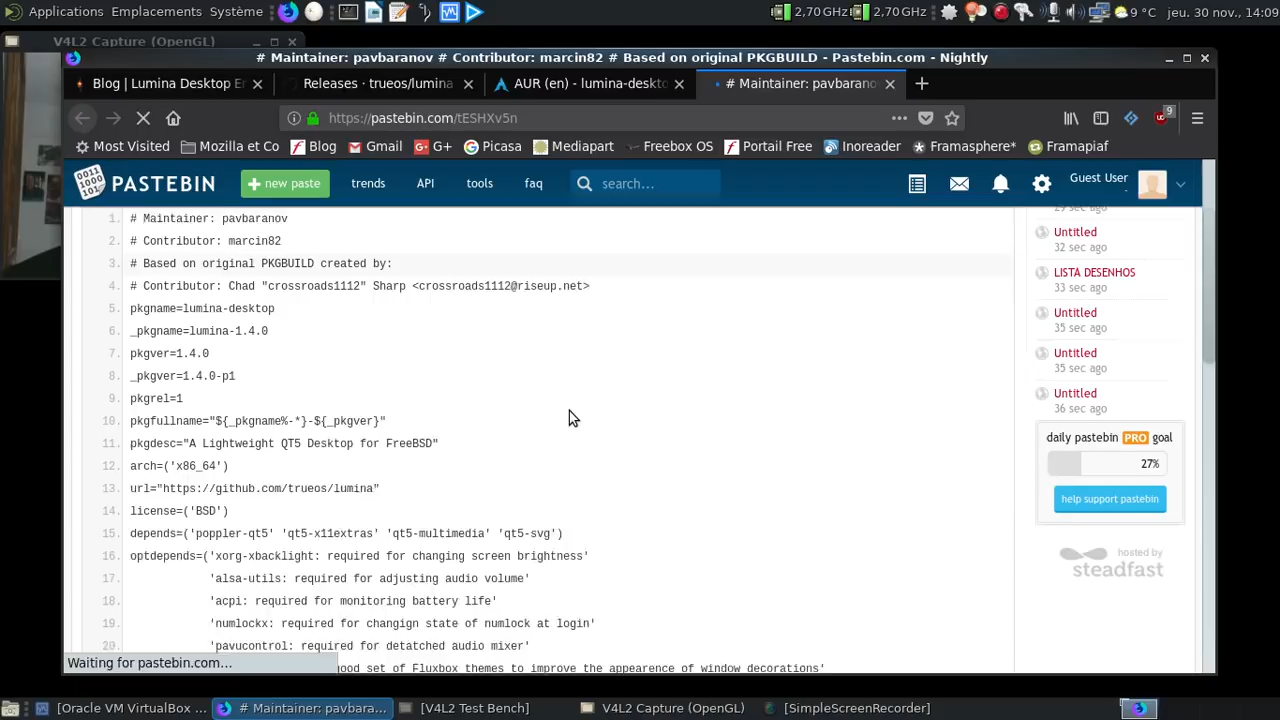 Applications Emplacements Système
2,70 GHz 2,70 GHz 9 °C jeu. 30 nov., 14:09
V4L2 Capture (OpenGL)
# Maintainer: pavbaranov # Contributor: marcin82 # Based on original PKGBUILD - Pastebin.com - Nightly
Blog | Lumina Desktop Er
Releases · trueos/lumina
AUR (en) - lumina-deskto
# Maintainer: pavbaranov
https://pastebin.com/tESHXv5n
9
Most Visited Mozilla et Co Blog Gmail G+ Picasa Mediapart Freebox OS Portail Free Inoreader Framasphere* Framapiaf
PASTEBIN
new paste trends API tools faq search... Guest User
-
1. # Maintainer: pavbaranov
2. # Contributor: marcin82
3. # Based on original PKGBUILD created by:
4. # Contributor: Chad "crossroads1112" Sharp <crossroads1112@riseup.net>
5. pkgname=lumina-desktop
6. _pkgname=lumina-1.4.0
7. pkgver=1.4.0
8. _pkgver=1.4.0-p1
9. pkgrel=1
10. pkgfullname="${_pkgname%-*}-${_pkgver}"
11. pkgdesc="A Lightweight QT5 Desktop for FreeBSD"
12. arch=('x86_64')
13. url="https://github.com/trueos/lumina"
14. license=('BSD')
15. depends=('poppler-qt5' 'qt5-x11extras' 'qt5-multimedia' 'qt5-svg')
16. optdepends=('xorg-xbacklight: required for changing screen brightness'
17. 'alsa-utils: required for adjusting audio volume'
18. 'acpi: required for monitoring battery life'
19. 'numlockx: required for changign state of numlock at login'
20. 'pavucontrol: required for detatched audio mixer'
good set of Fluxbox themes to improve the appearence of window decorations'
29 sec ago
Untitled
32 sec ago
LISTA DESENHOS
33 sec ago
Untitled
35 sec ago
Untitled
35 sec ago
Untitled
36 sec ago
daily pastebin PRO goal
27%
help support pastebin
hosted by
steadfast
Waiting for pastebin.com...
[Oracle VM VirtualBox ... # Maintainer: pavbara... [V4L2 Test Bench] V4L2 Capture (OpenGL) [SimpleScreenRecorder]